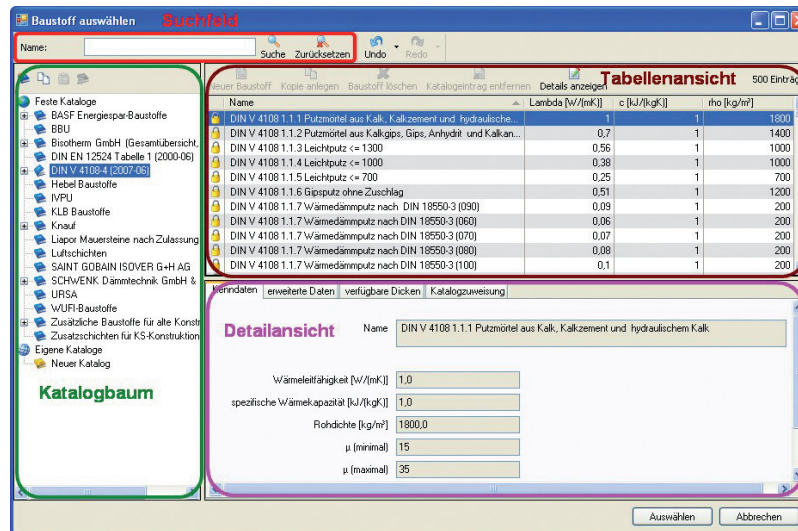 Baustoff auswählen
Suchfeld
Name:
Suche Zurücksetzen Undo Redo
Neuer Baustoff Kopie anlegen Baustoff löschen Katalogeintrag entfernen Details anzeigen
Tabellenansicht
500 Einträg
Name Lambda [W/(mK)] c [kJ/(kgK)] rho [kg/m³]
DIN V 4108 1.1.1 Putzmörtel aus Kalk, Kalkzement und hydraulische... 1 1 1800
DIN V 4108 1.1.2 Putzmörtel aus Kalkgips, Gips, Anhydrit und Kalkan... 0,7 1 1400
DIN V 4108 1.1.3 Leichtputz <= 1300 0,56 1 1000
DIN V 4108 1.1.4 Leichtputz <= 1000 0,38 1 1000
DIN V 4108 1.1.5 Leichtputz <= 700 0,25 1 700
DIN V 4108 1.1.6 Gipsputz ohne Zuschlag 0,51 1 1200
DIN V 4108 1.1.7 Wärmedämmputz nach DIN 18550-3 (090) 0,09 1 200
DIN V 4108 1.1.7 Wärmedämmputz nach DIN 18550-3 (060) 0,06 1 200
DIN V 4108 1.1.7 Wärmedämmputz nach DIN 18550-3 (070) 0,07 1 200
DIN V 4108 1.1.7 Wärmedämmputz nach DIN 18550-3 (080) 0,08 1 200
DIN V 4108 1.1.7 Wärmedämmputz nach DIN 18550-3 (100) 0,1 1 200
Feste Kataloge
BASF Energiespar-Baustoffe
BBU
Bisotherm GmbH (Gesamtübersicht,
DIN EN 12524 Tabelle 1 (2000-06)
DIN V 4108-4 (2007-06)
Hebel Baustoffe
IVPU
KLB Baustoffe
Knauf
Liapor Mauersteine nach Zulassung
Luftschichten
SAINT GOBAIN ISOVER G+H AG
SCHWENK Dämmtechnik GmbH &
URSA
WUFI-Baustoffe
Zusätzliche Baustoffe für alte Konstr
Zusatzschichten für KS-Konstruktion
Eigene Kataloge
Neuer Katalog
Katalogbaum
Kenndaten erweiterte Daten verfügbare Dicken Katalogzuweisung
Detailansicht
Name DIN V 4108 1.1.1 Putzmörtel aus Kalk, Kalkzement und hydraulischem Kalk
Wärmeleitfähigkeit [W/(mK)] 1,0
spezifische Wärmekapazität [kJ/(kgK)] 1,0
Rohdichte [kg/m³] 1800,0
µ (minimal) 15
µ (maximal) 35
Auswählen Abbrechen